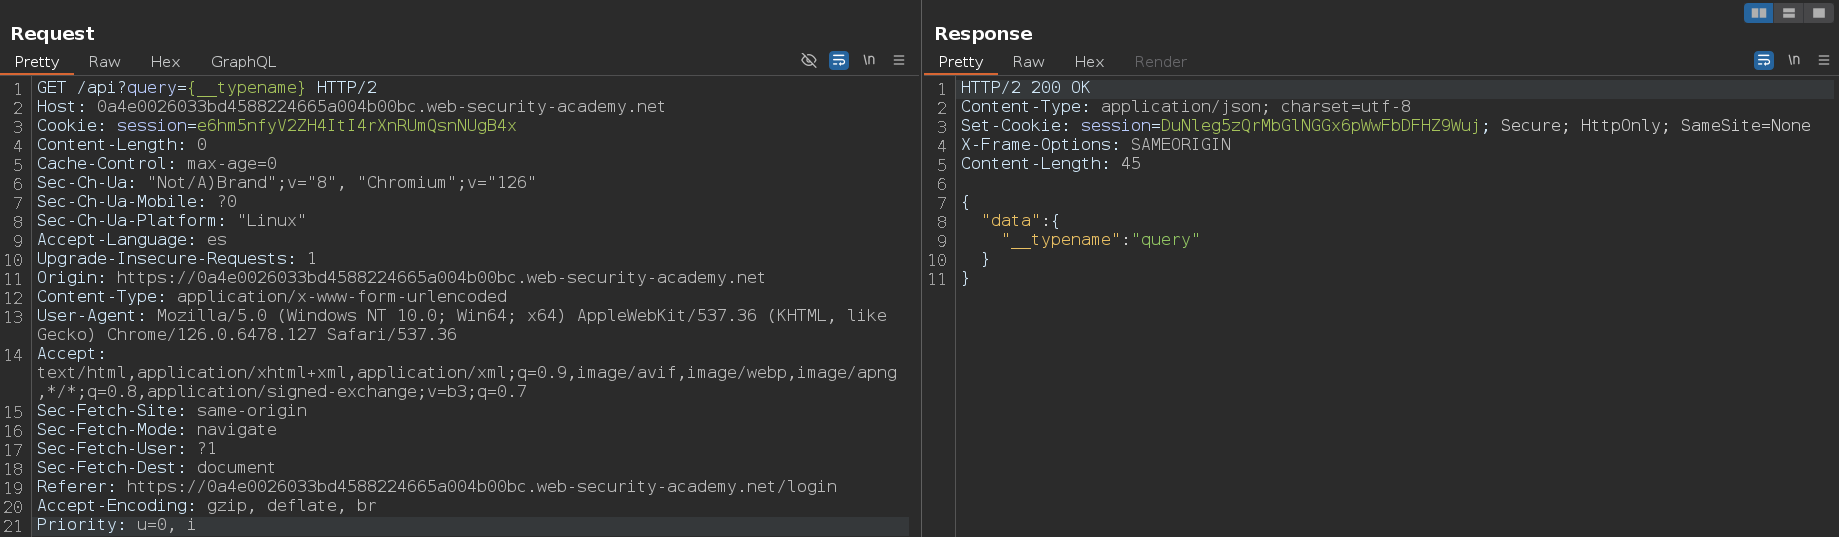 Request
Pretty Raw Hex GraphQL \n
1 GET /api?query={__typename} HTTP/2
2 Host: 0a4e0026033bd4588224665a004b00bc.web-security-academy.net
3 Cookie: session=e6hm5nfyV2ZH4ItI4rXnRUmQsnNUgB4x
4 Content-Length: 0
5 Cache-Control: max-age=0
6 Sec-Ch-Ua: "Not/A)Brand";v="8", "Chromium";v="126"
7 Sec-Ch-Ua-Mobile: ?0
8 Sec-Ch-Ua-Platform: "Linux"
9 Accept-Language: es
10 Upgrade-Insecure-Requests: 1
11 Origin: https://0a4e0026033bd4588224665a004b00bc.web-security-academy.net
12 Content-Type: application/x-www-form-urlencoded
13 User-Agent: Mozilla/5.0 (Windows NT 10.0; Win64; x64) AppleWebKit/537.36 (KHTML, like
Gecko) Chrome/126.0.6478.127 Safari/537.36
14 Accept:
text/html,application/xhtml+xml,application/xml;q=0.9,image/avif,image/webp,image/apng
,*/*;q=0.8,application/signed-exchange;v=b3;q=0.7
15 Sec-Fetch-Site: same-origin
16 Sec-Fetch-Mode: navigate
17 Sec-Fetch-User: ?1
18 Sec-Fetch-Dest: document
19 Referer: https://0a4e0026033bd4588224665a004b00bc.web-security-academy.net/login
20 Accept-Encoding: gzip, deflate, br
21 Priority: u=0, i
Response
Pretty Raw Hex Render \n
1 HTTP/2 200 OK
2 Content-Type: application/json; charset=utf-8
3 Set-Cookie: session=DuNleg5zQrMbGlNGGx6pWwFbDFHZ9Wuj; Secure; HttpOnly; SameSite=None
4 X-Frame-Options: SAMEORIGIN
5 Content-Length: 45
6
7 {
8 "data":{
9 "__typename":"query"
10 }
11 }